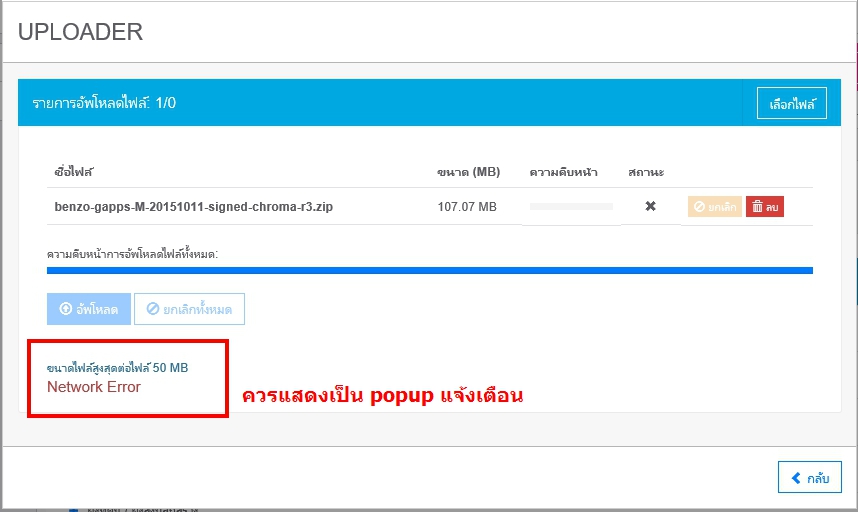 UPLOADER
รายการอัพโหลดไฟล์: 1/0
เลือกไฟล์
ชื่อไฟล์ ขนาด (MB) ความคืบหน้า สถานะ
benzo-gapps-M-20151011-signed-chroma-r3.zip 107.07 MB ยกเลิก ลบ
ความคืบหน้าการอัพโหลดไฟล์ทั้งหมด:
อัพโหลด ยกเลิกทั้งหมด
ขนาดไฟล์สูงสุดต่อไฟล์ 50 MB
Network Error
ควรแสดงเป็น popup แจ้งเตือน
กลับ